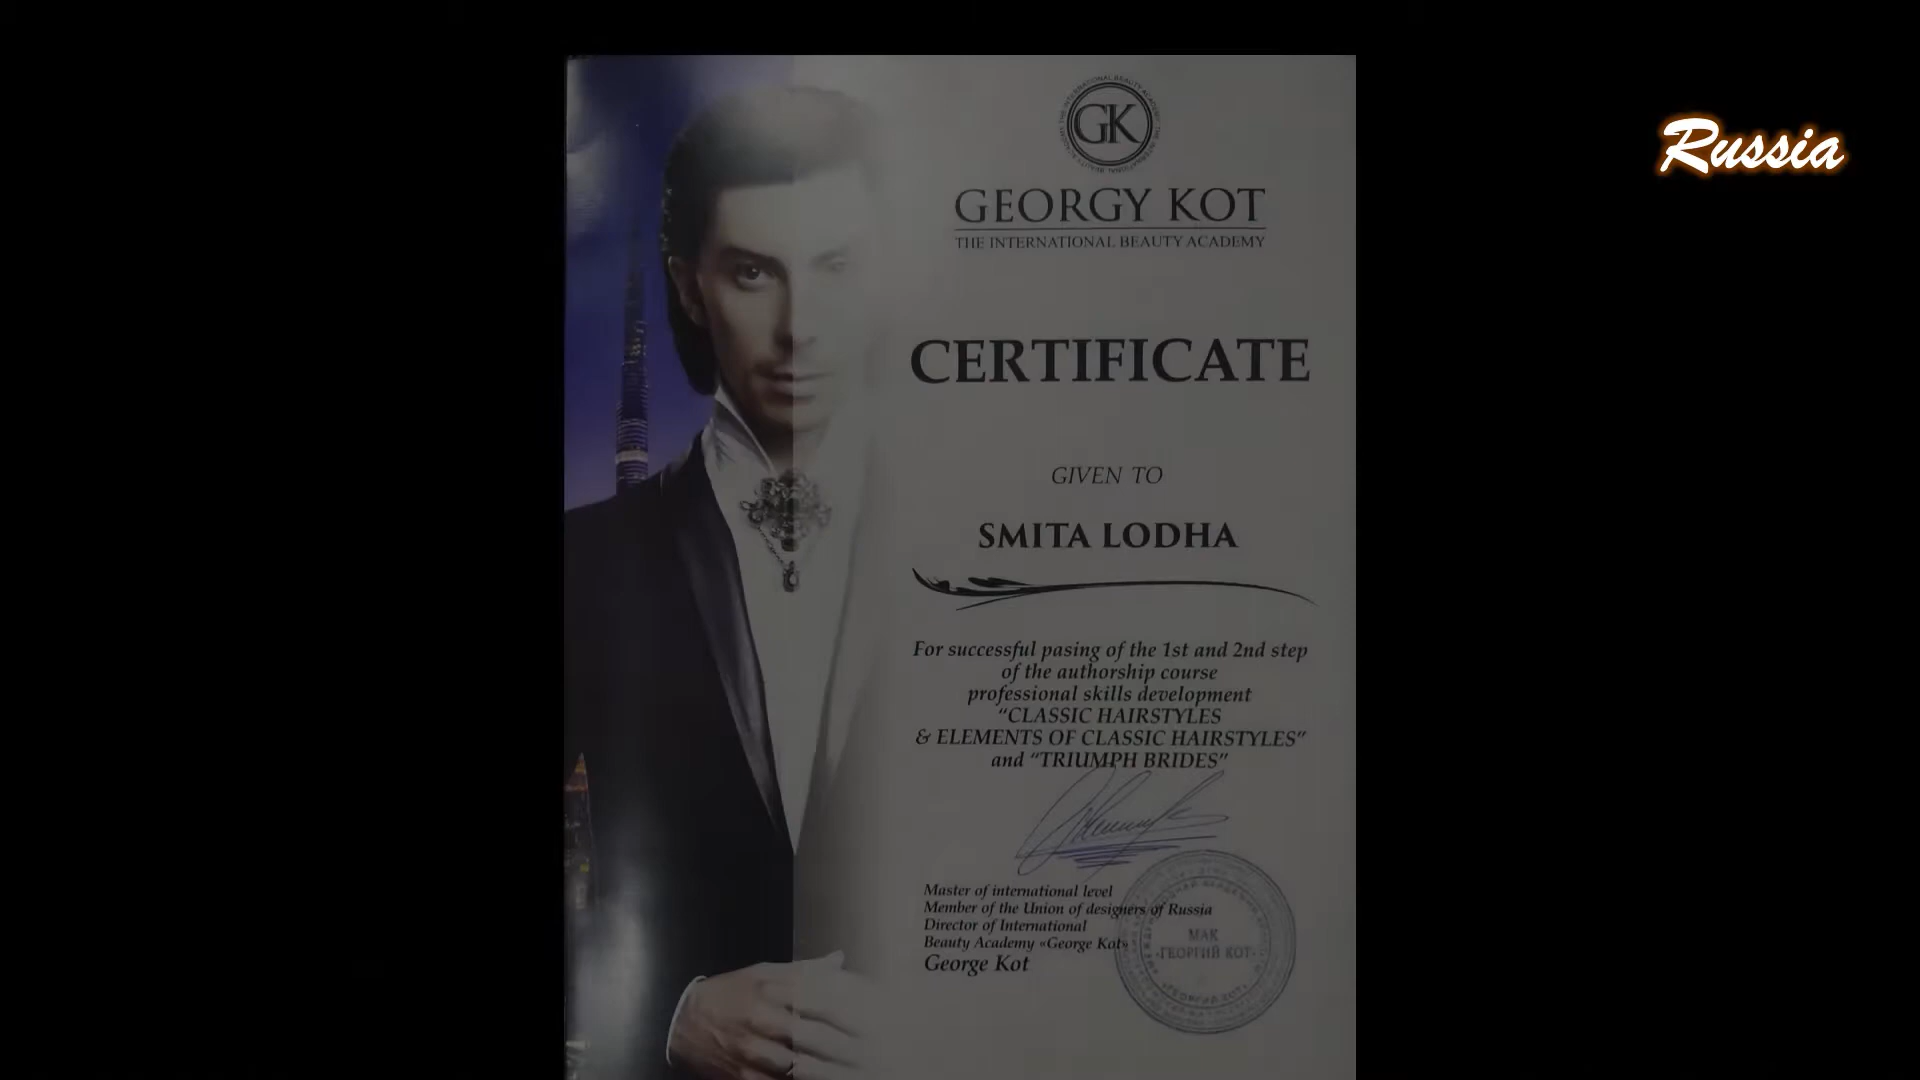 Russia
GK
GEORGY KOT
THE INTERNATIONAL BEAUTY ACADEMY
CERTIFICATE
GIVEN TO
SMITA LODHA
For successful pasing of the 1st and 2nd step
of the authorship course
professional skills development
“CLASSIC HAIRSTYLES
& ELEMENTS OF CLASSIC HAIRSTYLES”
and “TRIUMPH BRIDES”
Master of international level
Member of the Union of designers of Russia
Director of International
Beauty Academy «George Kot»
George Kot
МАК
«ГЕОРГИЙ КОТ»